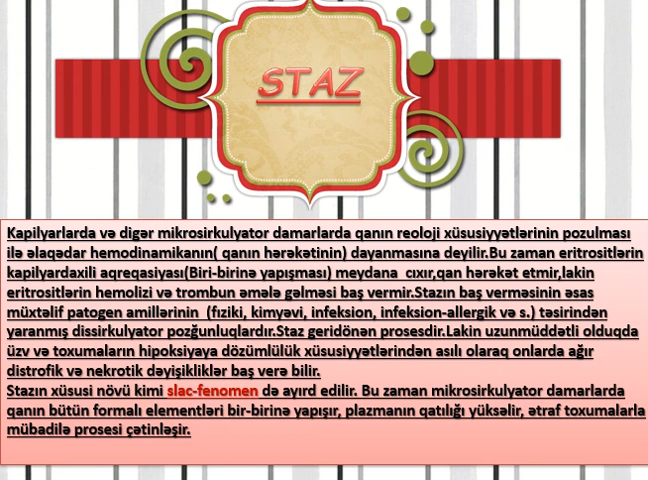 STAZ
Kapilyarlarda və digər mikrosirkulyator damarlarda qanın reoloji xüsusiyyətlərinin pozulması
ilə əlaqədar hemodinamikanın( qanın hərəkətinin) dayanmasına deyilir.Bu zaman eritrositlərin
kapilyardaxili aqreqasiyası(Biri-birinə yapışması) meydana  cıxır,qan hərəkət etmir,lakin
eritrositlərin hemolizi və trombun əmələ gəlməsi baş vermir.Stazın baş verməsinin əsas
müxtəlif patogen amillərinin  (fıziki, kimyəvi, infeksion, infeksion-allergik və s.) təsirindən
yaranmış dissirkulyator pozğunluqlardır.Staz geridönən prosesdir.Lakin uzunmüddətli olduqda
üzv və toxumaların hipoksiyaya dözümlülük xüsusiyyətlərindən asılı olaraq onlarda ağır
distrofik və nekrotik dəyişikliklər baş verə bilir.
Stazın xüsusi növü kimi slac-fenomen də ayırd edilir. Bu zaman mikrosirkulyator damarlarda
qanın bütün formalı elementləri bir-birinə yapışır, plazmanın qatılığı yüksəlir, ətraf toxumalarla
mübadilə prosesi çətinləşir.